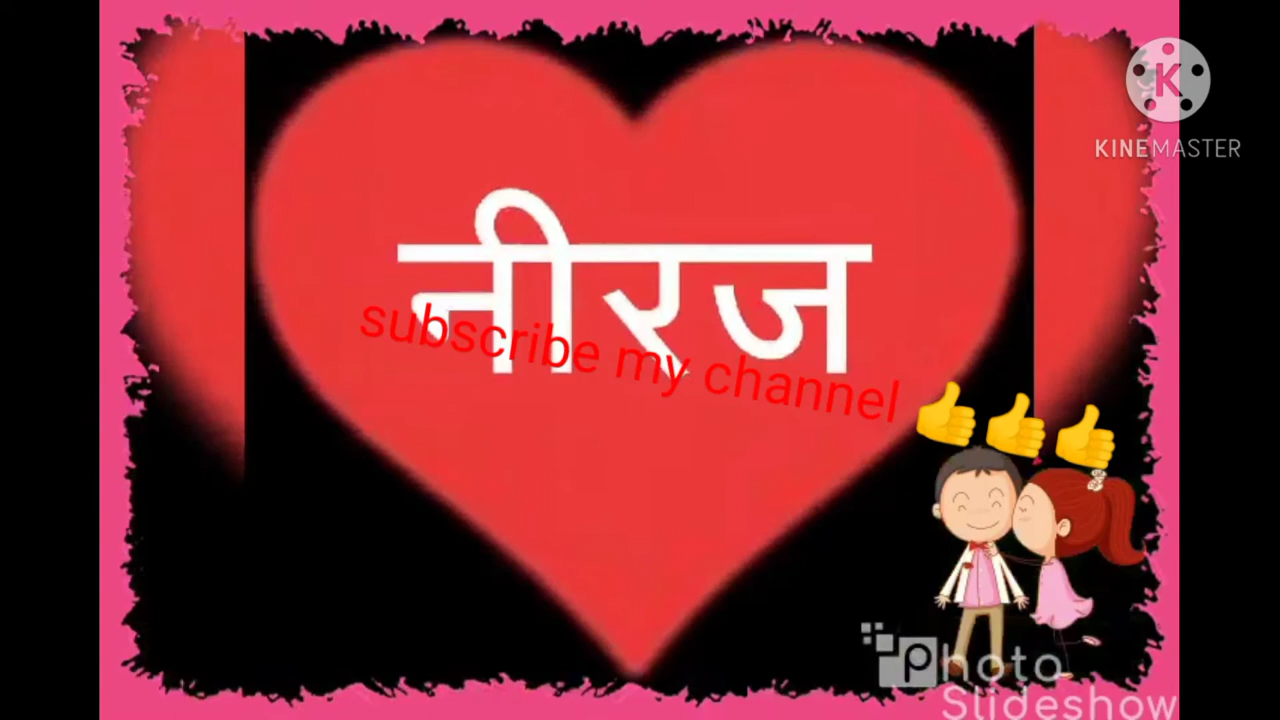 KINEMASTER
नीरज
subscribe my channel 👍👍👍
Photo
Slideshow